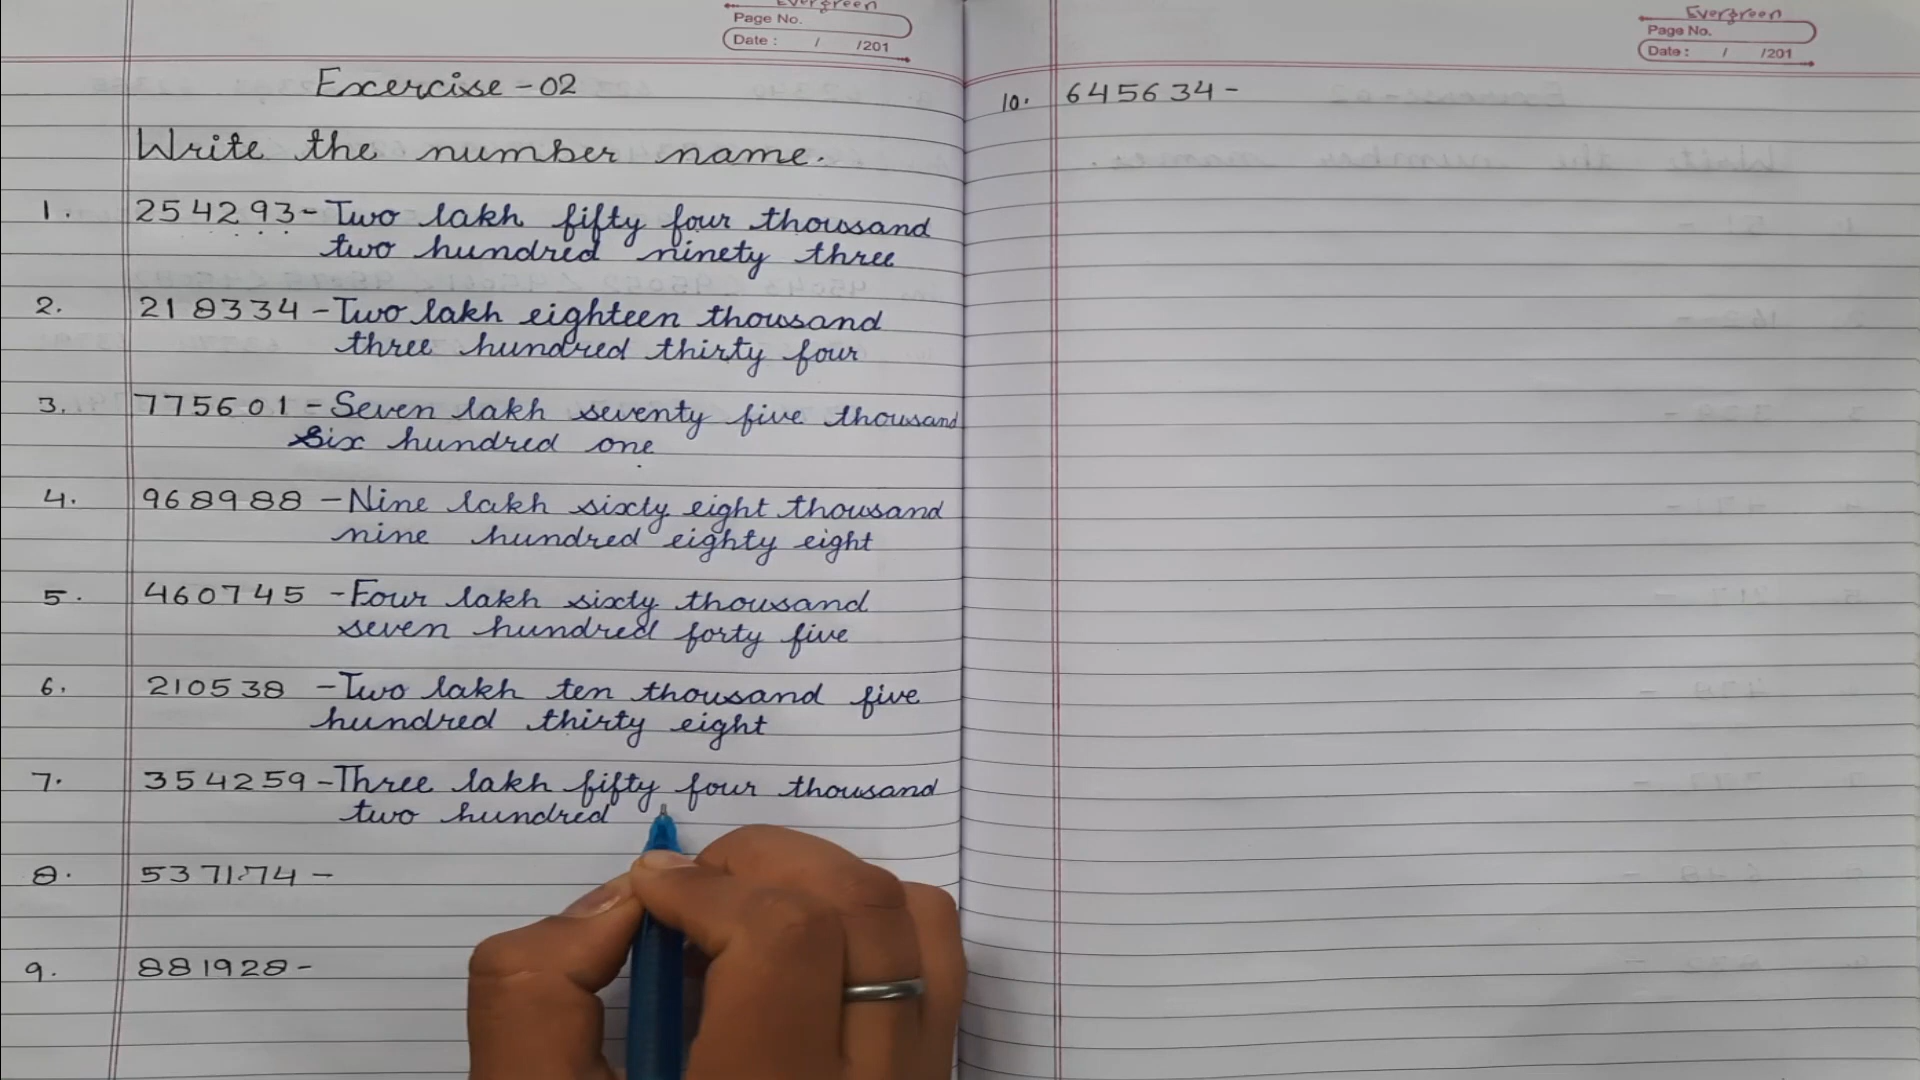 Evergreen
Page No.
Date : / /201
Excercise - 02
Write the number name.
1. 254293 - Two lakh fifty four thousand
two hundred ninety three
2. 218334 - Two lakh eighteen thousand
three hundred thirty four
3. 775601 - Seven lakh seventy five thousand
six hundred one
4. 968988 - Nine lakh sixty eight thousand
nine hundred eighty eight
5. 460745 - Four lakh sixty thousand
seven hundred forty five
6. 210538 - Two lakh ten thousand five
hundred thirty eight
7. 354259 - Three lakh fifty four thousand
two hundred
8. 537174 -
9. 881928 -
Evergreen
Page No.
Date : / /201
10. 645634 -